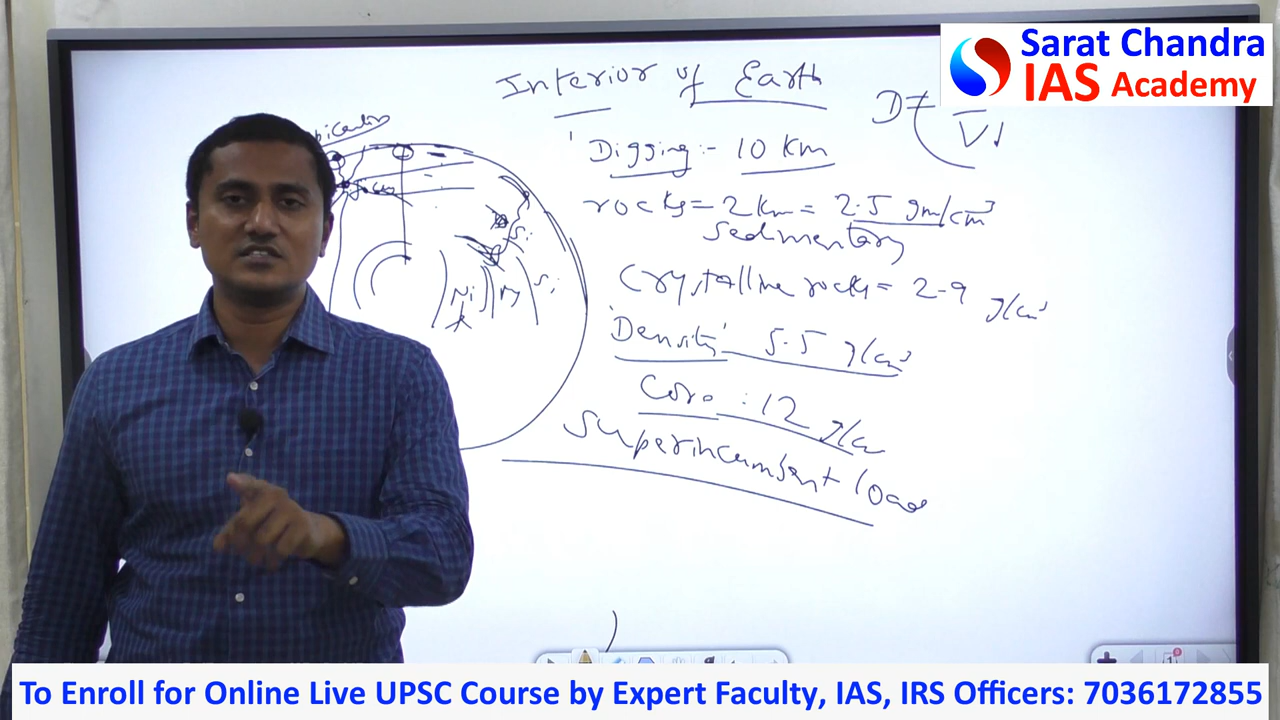 Sarat Chandra
IAS Academy
Interior of Earth
D =
V↓
Digging :- 10 Km
rocks = 2 Km = 2.5 gm/cm³
Sedimentary
Crystalline rocks = 2.9 g/cm³
'Density' 5.5 g/cm³
Core : 12 g/cm
Superincumbent load
Ni
Si
To Enroll for Online Live UPSC Course by Expert Faculty, IAS, IRS Officers: 7036172855